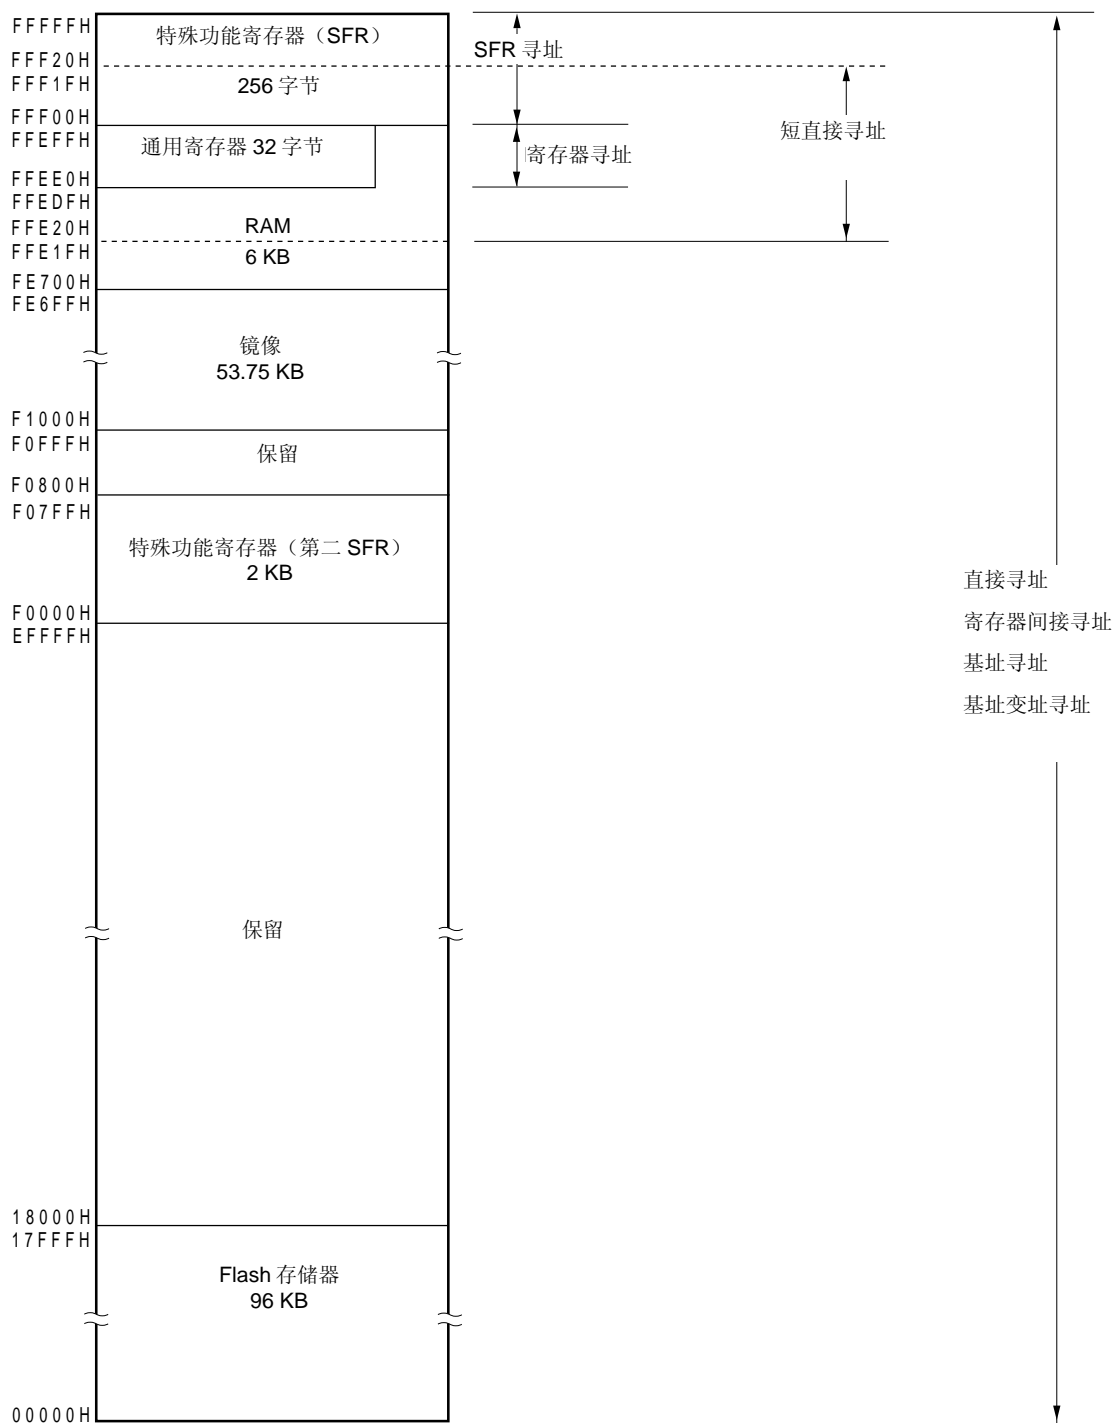 FFFFFH
特殊功能寄存器（SFR）
SFR 寻址
FFF20H
FFF1FH
256 字节
FFF00H
FFEFFH
短直接寻址
通用寄存器 32 字节
寄存器寻址
FFEE0H
FFEDFH
FFE20H
RAM
FFE1FH
6 KB
FE700H
FE6FFH
镜像
53.75 KB
F1000H
F0FFFH
保留
F0800H
F07FFH
特殊功能寄存器（第二 SFR）
2 KB
直接寻址
F0000H
EFFFFH
寄存器间接寻址
基址寻址
基址变址寻址
保留
18000H
17FFFH
Flash 存储器
96 KB
00000H